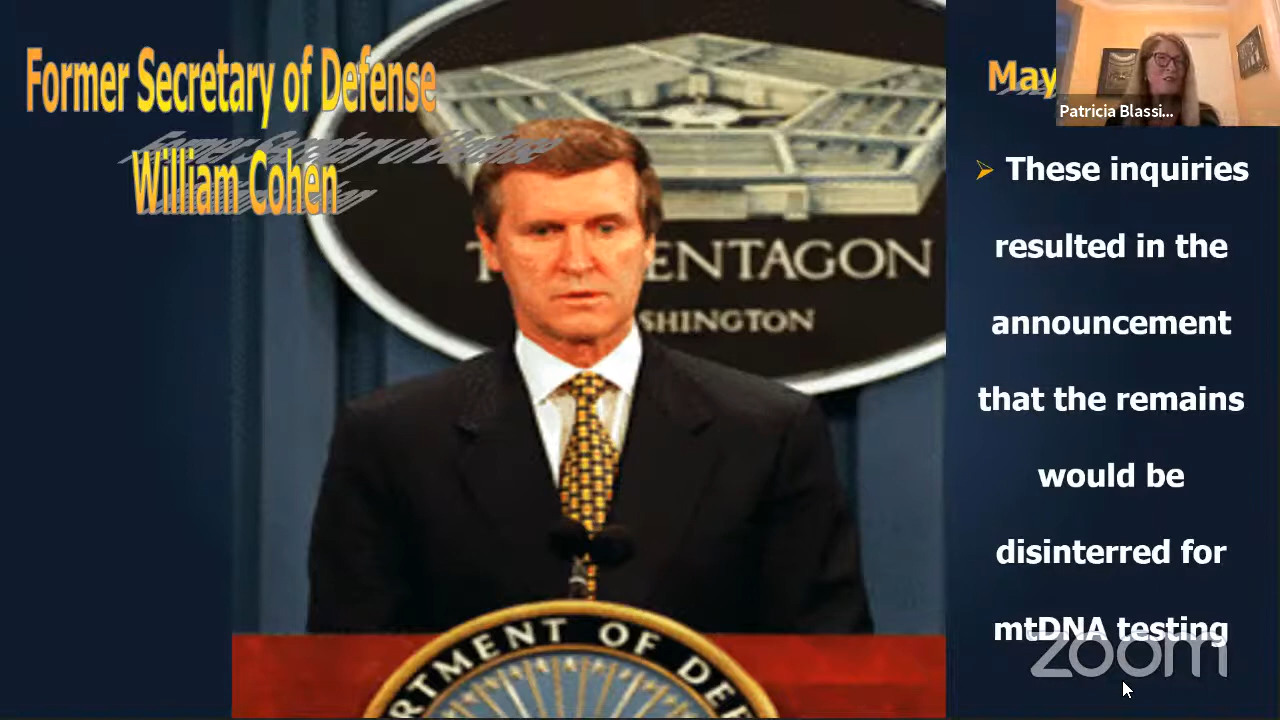 Former Secretary of Defense
William Cohen
May
Patricia Blassi...
➢ These inquiries
resulted in the
announcement
that the remains
would be
disinterred for
mtDNA testing
zoom
ENTAGON
SHINGTON
RTMENT OF DEF